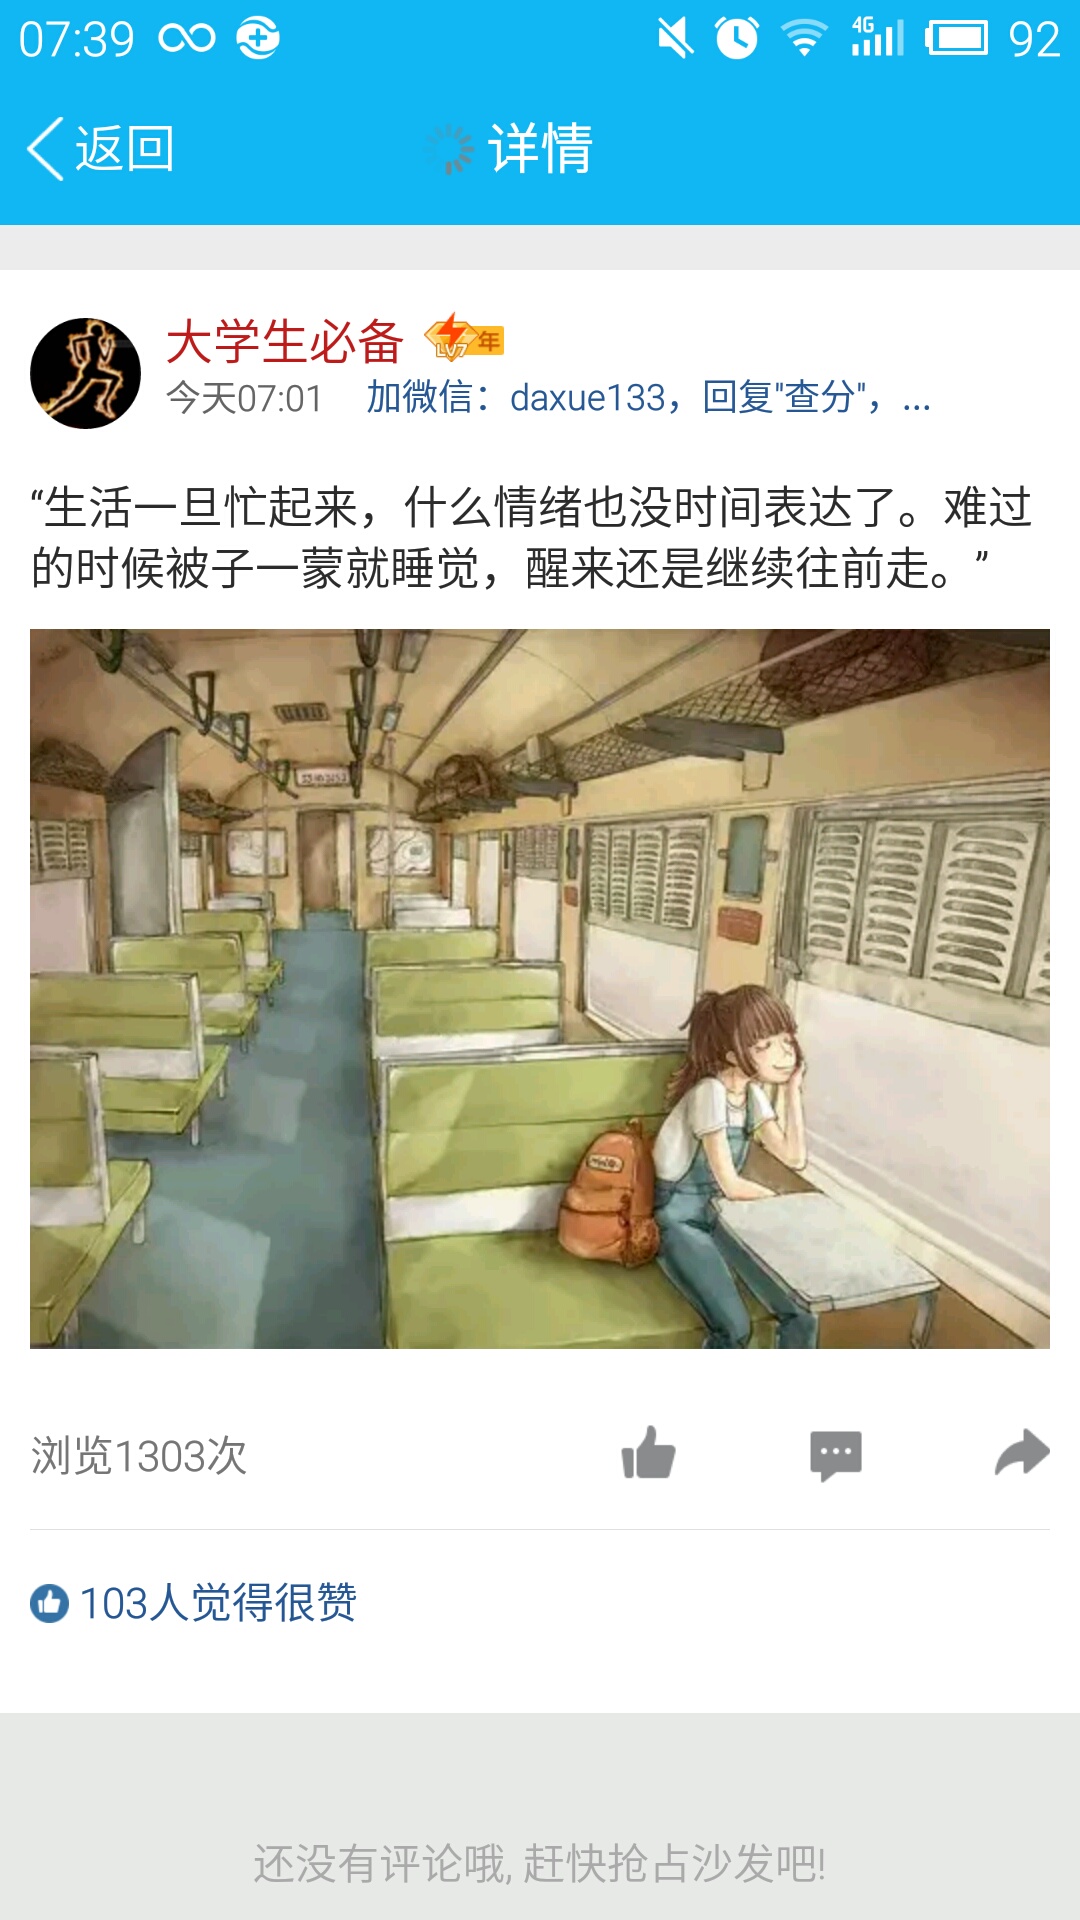 07:39 4G 92
返回 详情
大学生必备 LV7 年
今天07:01 加微信：daxue133，回复"查分"，...
“生活一旦忙起来，什么情绪也没时间表达了。难过
的时候被子一蒙就睡觉，醒来还是继续往前走。”
浏览1303次
103人觉得很赞
还没有评论哦, 赶快抢占沙发吧!